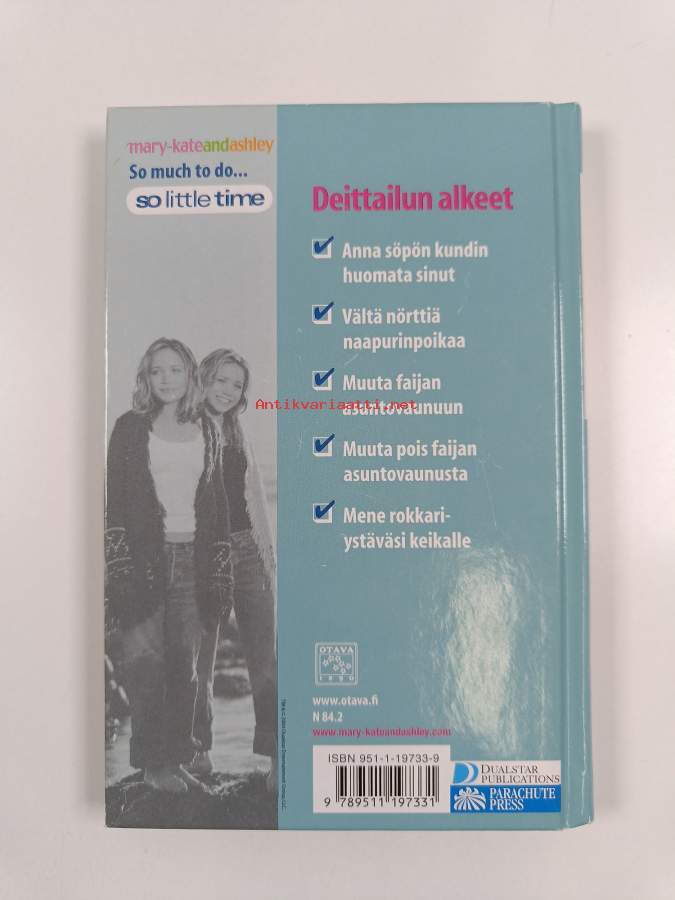 mary-kateandashley
So much to do...
so little time
Deittailun alkeet
Anna söpön kundin
huomata sinut
Vältä nörttiä
naapurinpoikaa
Muuta faijan
asuntovaunuun
Antikvariaatti.net
Muuta pois faijan
asuntovaunusta
Mene rokkari-
ystäväsi keikalle
OTAVA
1890
www.otava.fi
N 84.2
www.mary-kateandashley.com
ISBN 951-1-19733-9
9 789511 197331
DUALSTAR
PUBLICATIONS
PARACHUTE
PRESS